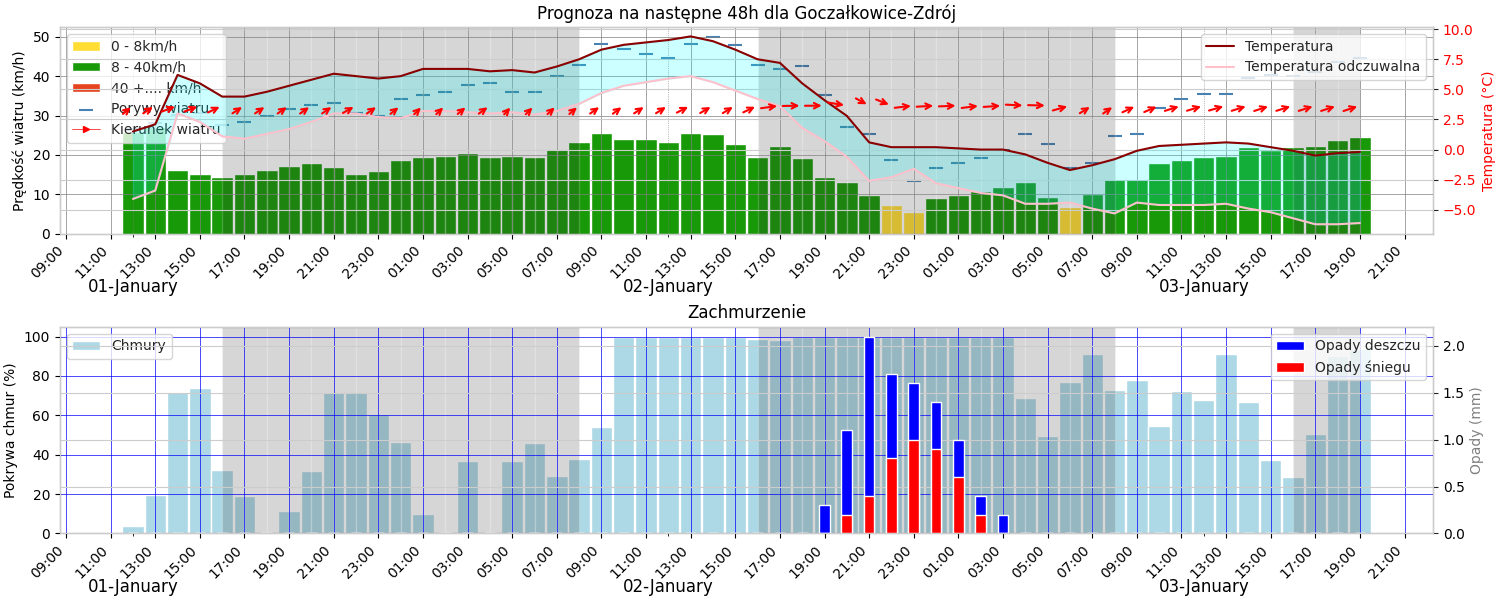 Prognoza na następne 48h dla Goczałkowice-Zdrój
Prędkość wiatru (km/h)
50
40
30
20
10
0
0 - 8km/h
8 - 40km/h
40 +.... km/h
Porywy wiatru
Kierunek wiatru
Temperatura
Temperatura odczuwalna
10.0
7.5
5.0
2.5
0.0
−2.5
−5.0
Temperatura (°C)
09:00 11:00 13:00 15:00 17:00 19:00 21:00 23:00 01:00 03:00 05:00 07:00 09:00 11:00 13:00 15:00 17:00 19:00 21:00 23:00 01:00 03:00 05:00 07:00 09:00 11:00 13:00 15:00 17:00 19:00 21:00
01-January 02-January 03-January
Zachmurzenie
Pokrywa chmur (%)
100
80
60
40
20
0
Chmury
Opady deszczu
Opady śniegu
2.0
1.5
1.0
0.5
0.0
Opady (mm)
09:00 11:00 13:00 15:00 17:00 19:00 21:00 23:00 01:00 03:00 05:00 07:00 09:00 11:00 13:00 15:00 17:00 19:00 21:00 23:00 01:00 03:00 05:00 07:00 09:00 11:00 13:00 15:00 17:00 19:00 21:00
01-January 02-January 03-January